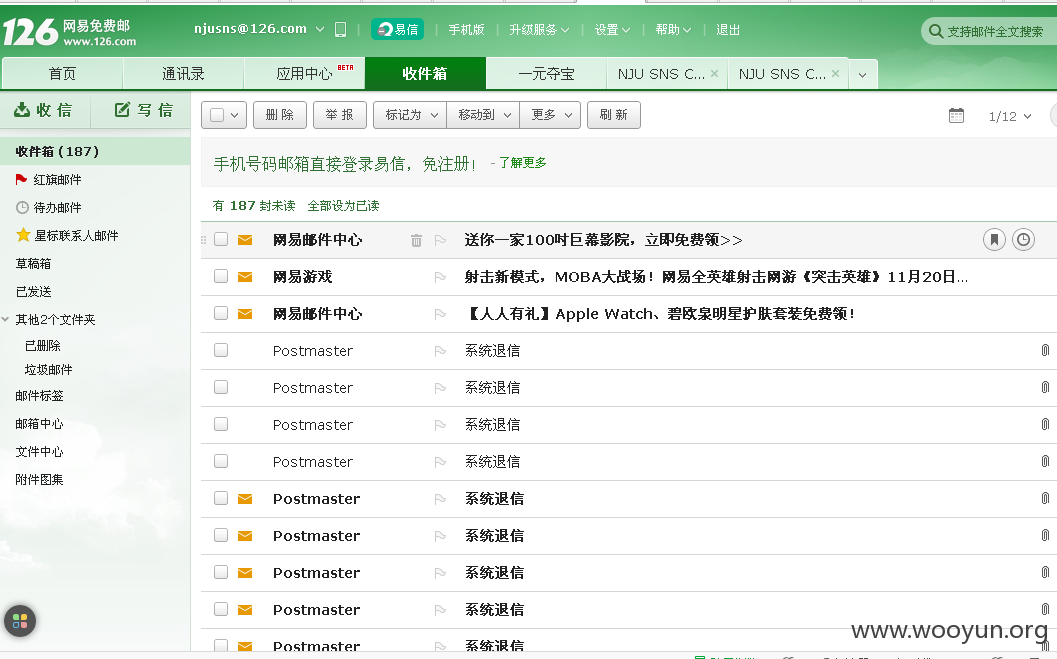 126 网易免费邮
www.126.com
njusns@126.com 易信 手机版 升级服务 设置 帮助 退出 支持邮件全文搜索
首页 通讯录 应用中心 BETA 收件箱 一元夺宝 NJU SNS C... × NJU SNS C... ×
收 信 写 信
删 除 举 报 标记为 移动到 更多 刷 新 1/12
收件箱 (187)
红旗邮件
待办邮件
星标联系人邮件
草稿箱
已发送
其他2个文件夹
已删除
垃圾邮件
邮件标签
邮箱中心
文件中心
附件图集
手机号码邮箱直接登录易信，免注册！ - 了解更多
有 187 封未读 全部设为已读
网易邮件中心 送你一家100吋巨幕影院，立即免费领>>
网易游戏 射击新模式，MOBA大战场！网易全英雄射击网游《突击英雄》11月20日...
网易邮件中心 【人人有礼】Apple Watch、碧欧泉明星护肤套装免费领！
Postmaster 系统退信
Postmaster 系统退信
Postmaster 系统退信
Postmaster 系统退信
Postmaster 系统退信
Postmaster 系统退信
Postmaster 系统退信
Postmaster 系统退信
Postmaster 系统退信
www.wooyun.org